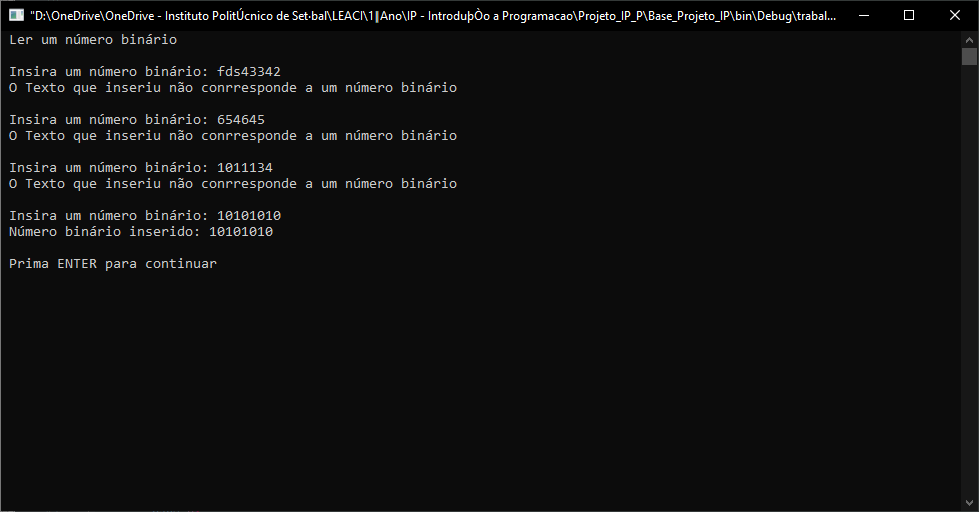 "D:\OneDrive\OneDrive - Instituto PolitÚcnico de Set·bal\LEACI\1║Ano\IP - IntroduþÒo a Programacao\Projeto_IP_P\Base_Projeto_IP\bin\Debug\trabal...
Ler um número binário
Insira um número binário: fds43342
O Texto que inseriu não conrresponde a um número binário
Insira um número binário: 654645
O Texto que inseriu não conrresponde a um número binário
Insira um número binário: 1011134
O Texto que inseriu não conrresponde a um número binário
Insira um número binário: 10101010
Número binário inserido: 10101010
Prima ENTER para continuar